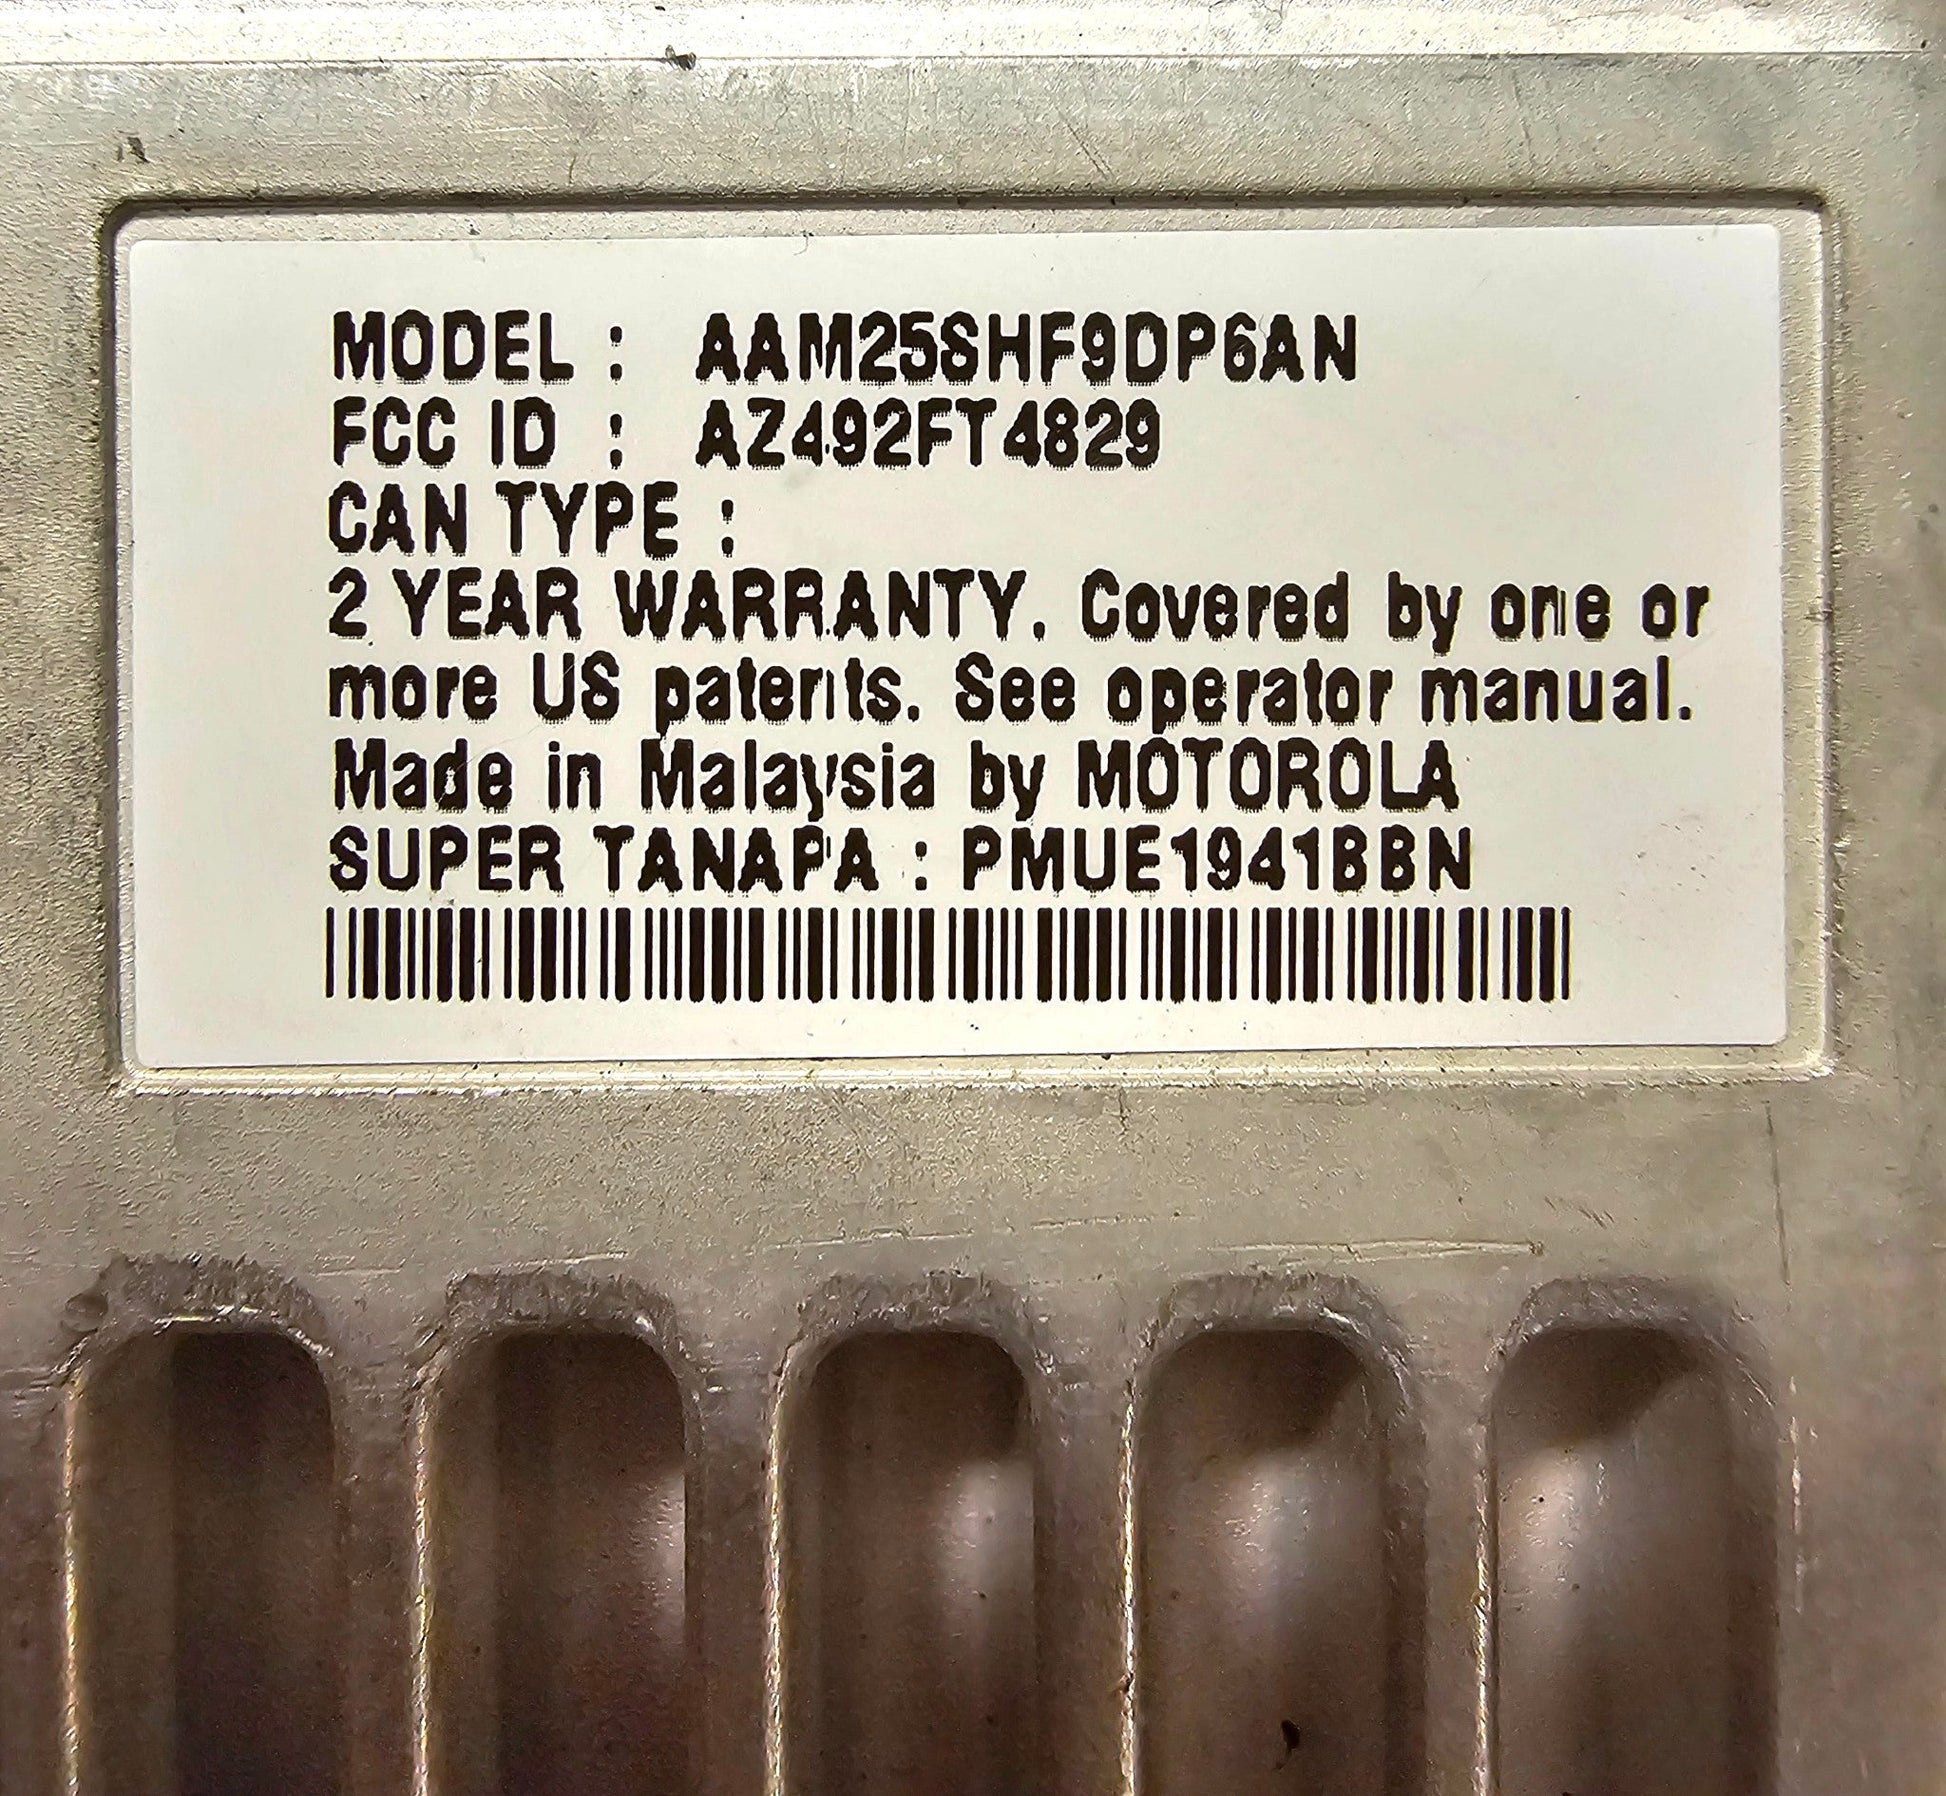 MODEL : AAM25SHF9DP6AN
FCC ID : AZ492FT4829
CAN TYPE :
2 YEAR WARRANTY. Covered by one or
more US patents. See operator manual.
Made in Malaysia by MOTOROLA
SUPER TANAPA : PMUE1941BBN